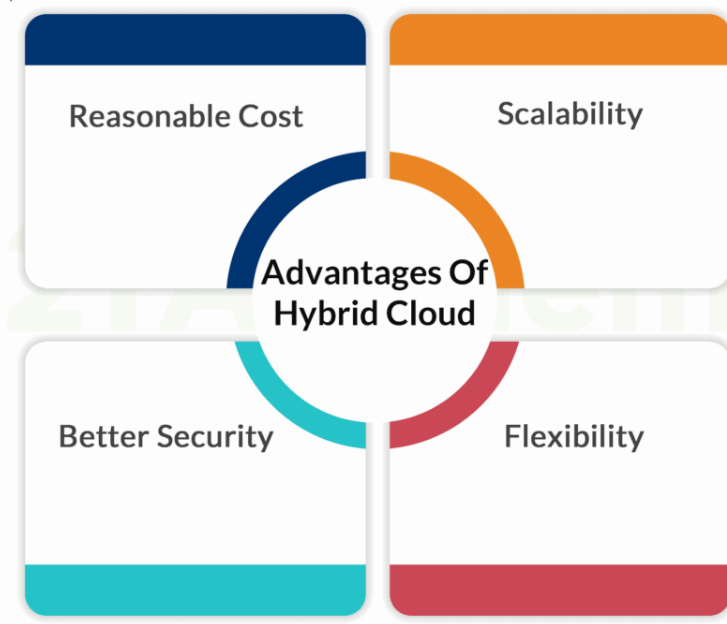 Reasonable Cost
Scalability
Advantages Of
Hybrid Cloud
Better Security
Flexibility